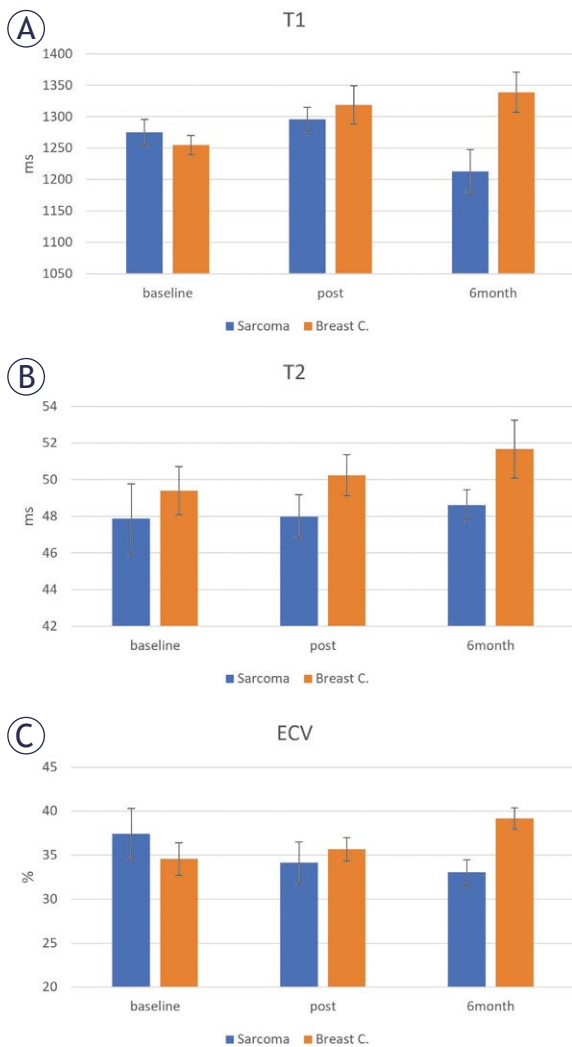 A
T1
1400
1350
1300
1250
1200
1150
1100
1050
ms
baseline post 6month
Sarcoma Breast C.
B
T2
54
52
50
48
46
44
42
ms
baseline post 6month
Sarcoma Breast C.
C
ECV
45
40
35
30
25
20
%
baseline post 6month
Sarcoma Breast C.